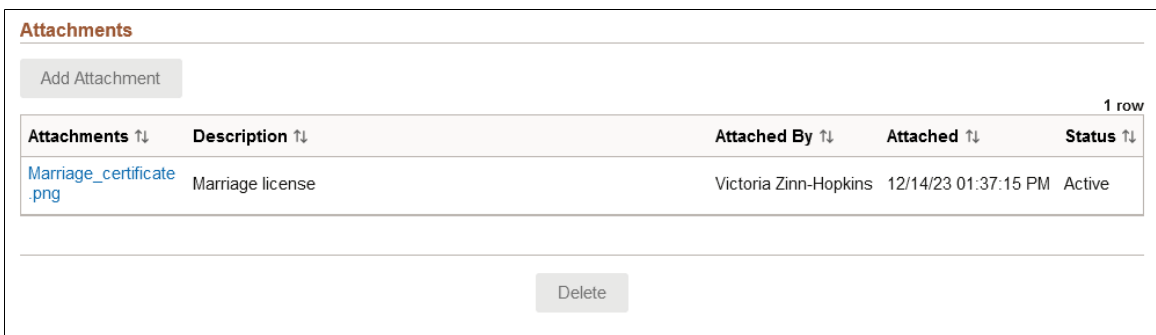 Attachments
Add Attachment
1 row
Attachments Description Attached By Attached Status
Marriage_certificate
.png
Marriage license Victoria Zinn-Hopkins 12/14/23 01:37:15 PM Active
Delete